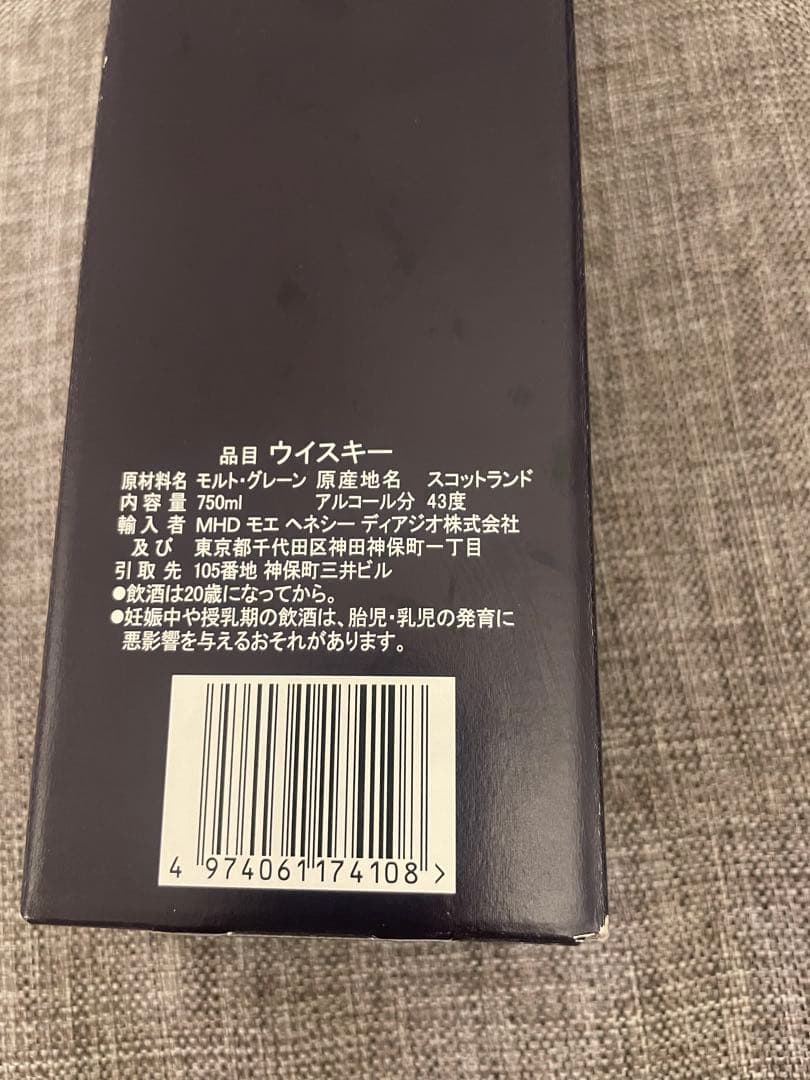 品目 ウイスキー
原材料名 モルト・グレーン 原産地名 スコットランド
内容量 750ml アルコール分 43度
輸入者 MHD モエ ヘネシー ディアジオ株式会社
及び 東京都千代田区神田神保町一丁目
引取先 105番地 神保町三井ビル
●飲酒は20歳になってから。
●妊娠中や授乳期の飲酒は、胎児・乳児の発育に
悪影響を与えるおそれがあります。
4 974061 174108 >